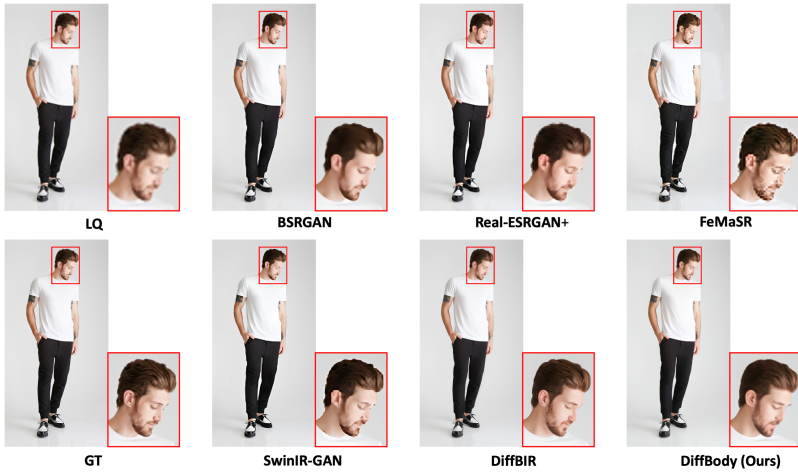 LQ
BSRGAN
Real-ESRGAN+
FeMaSR
GT
SwinIR-GAN
DiffBIR
DiffBody (Ours)